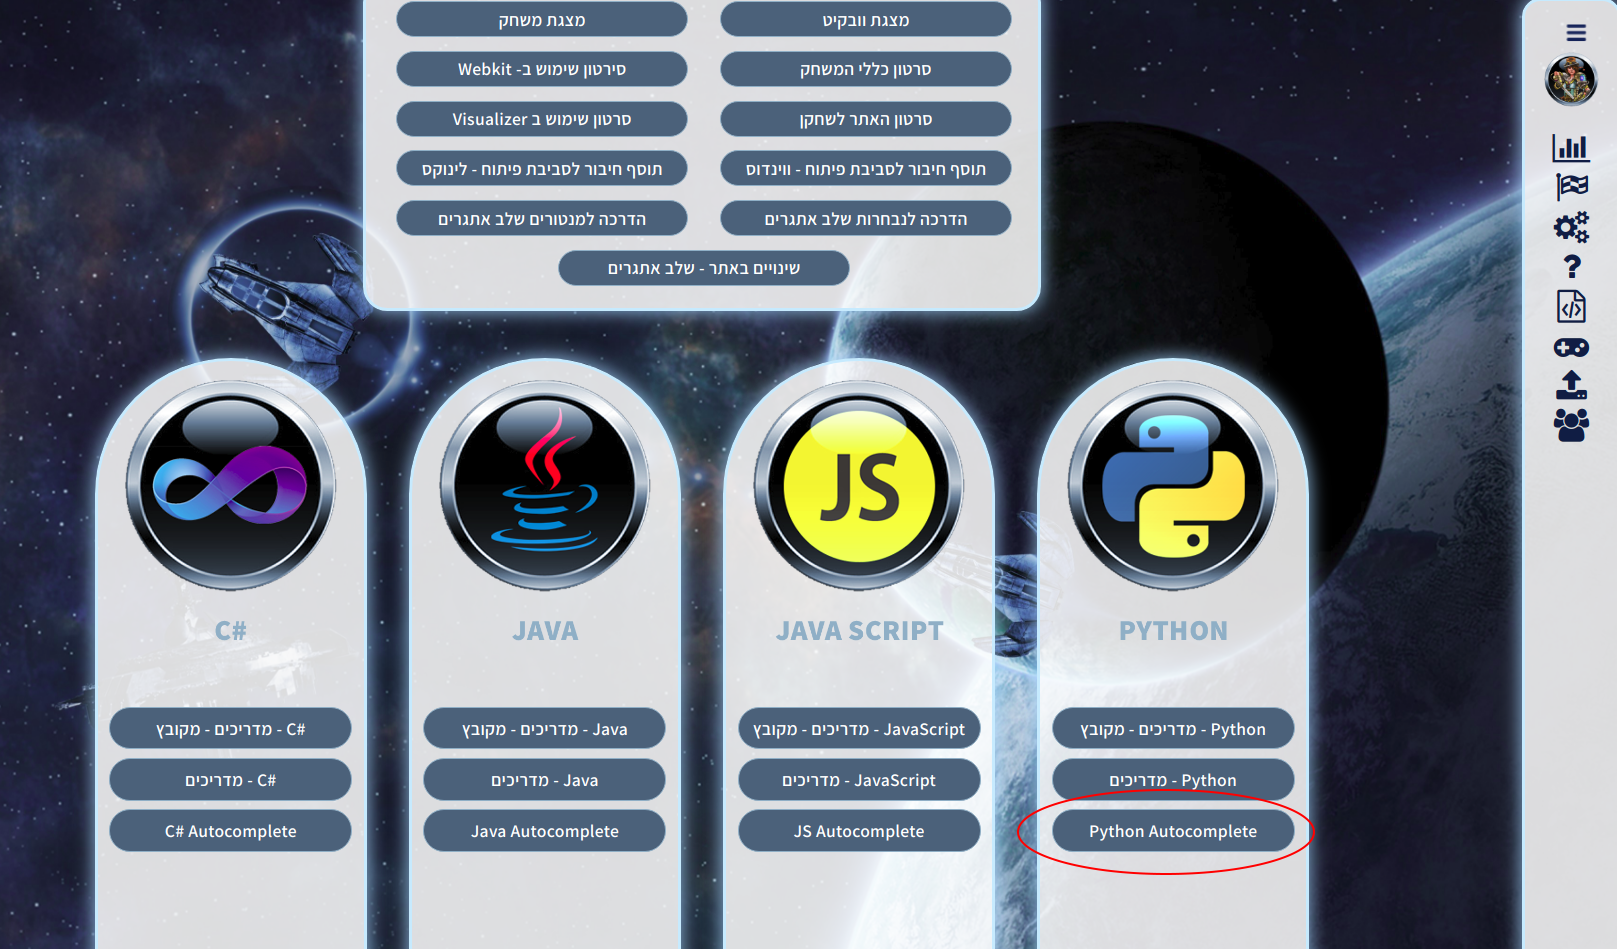 מצגת וובקיט
מצגת משחק
סרטון כללי המשחק
סירטון שימוש ב- Webkit
סרטון האתר לשחקן
סרטון שימוש ב Visualizer
תוסף חיבור לסביבת פיתוח - ווינדוס
תוסף חיבור לסביבת פיתוח - לינוקס
הדרכה לנבחרות שלב אתגרים
הדרכה למנטורים שלב אתגרים
שינויים באתר - שלב אתגרים
JS
C#
JAVA
JAVA SCRIPT
PYTHON
C# - מדריכים - מקובץ
Java - מדריכים - מקובץ
JavaScript - מדריכים - מקובץ
Python - מדריכים - מקובץ
C# - מדריכים
Java - מדריכים
JavaScript - מדריכים
Python - מדריכים
C# Autocomplete
Java Autocomplete
JS Autocomplete
Python Autocomplete